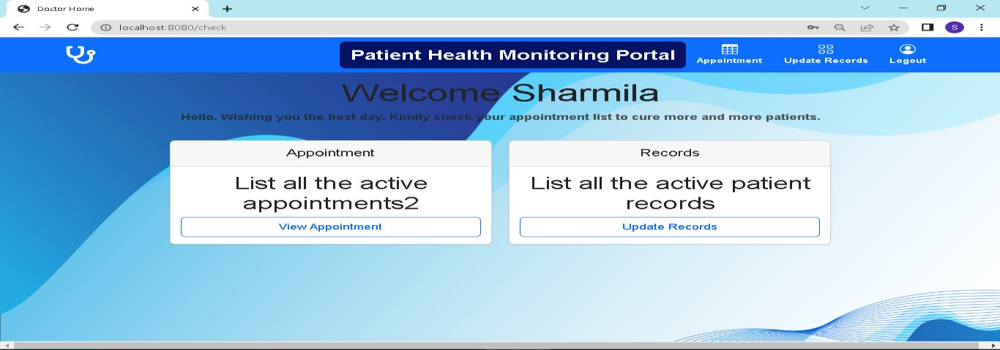 Doctor Home
localhost:8080/check
S
Patient Health Monitoring Portal
Appointment
Update Records
Logout
Welcome Sharmila
Hello. Wishing you the best day. Kindly check your appointment list to cure more and more patients.
Appointment
List all the active
appointments2
View Appointment
Records
List all the active patient
records
Update Records